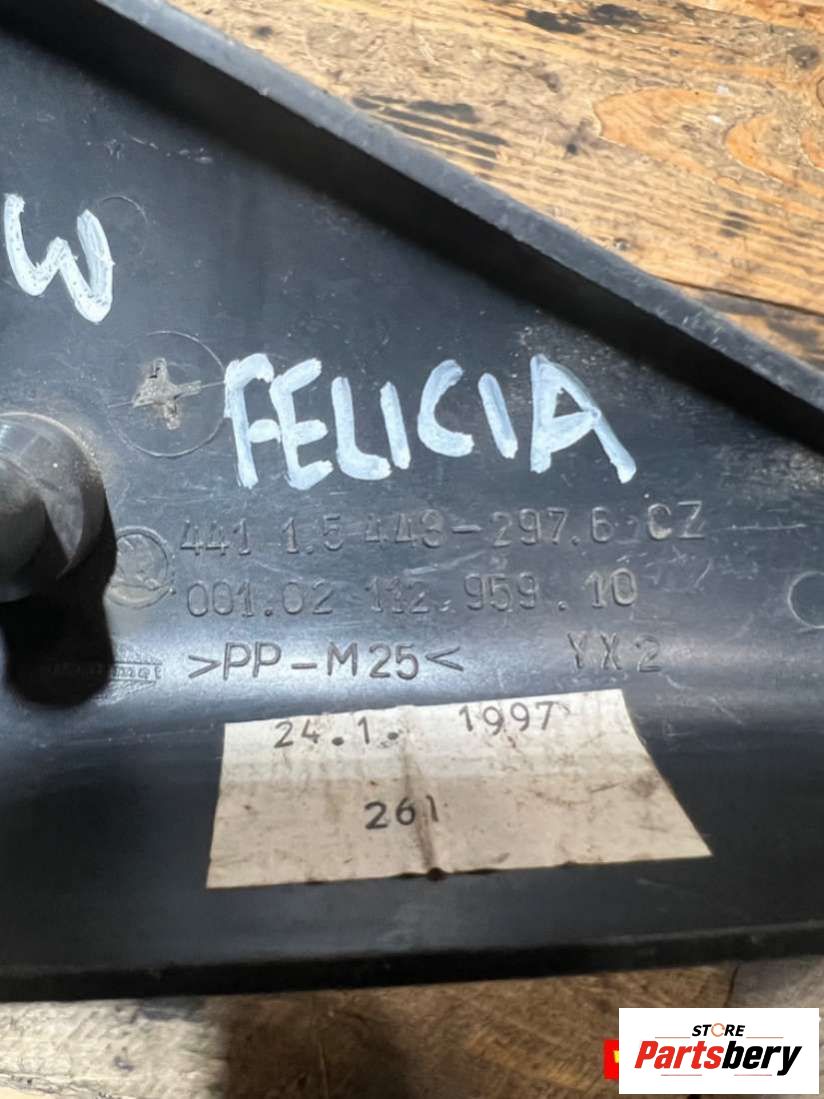 W
FELICIA
441 1.5 443-297.6 CZ
001.02 112.959.10
>PP-M25< YX2
24.1. 1997
261
STORE
Partsbery